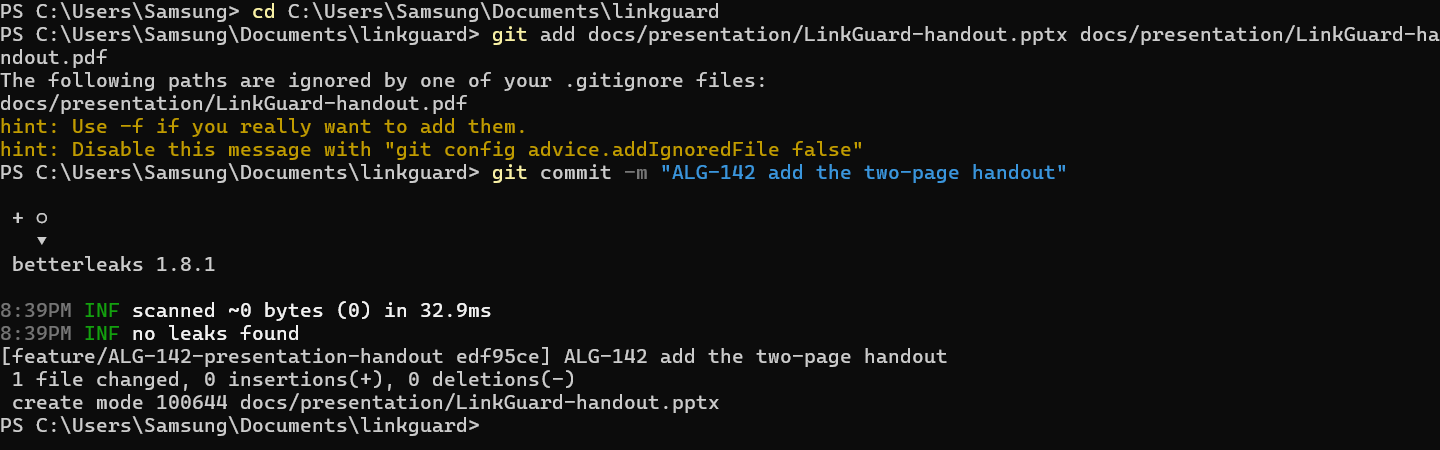 PS C:\Users\Samsung> cd C:\Users\Samsung\Documents\linkguard
PS C:\Users\Samsung\Documents\linkguard> git add docs/presentation/LinkGuard-handout.pptx docs/presentation/LinkGuard-ha
ndout.pdf
The following paths are ignored by one of your .gitignore files:
docs/presentation/LinkGuard-handout.pdf
hint: Use -f if you really want to add them.
hint: Disable this message with "git config advice.addIgnoredFile false"
PS C:\Users\Samsung\Documents\linkguard> git commit -m "ALG-142 add the two-page handout"
+ ○
▾
betterleaks 1.8.1
8:39PM INF scanned ~0 bytes (0) in 32.9ms
8:39PM INF no leaks found
[feature/ALG-142-presentation-handout edf95ce] ALG-142 add the two-page handout
1 file changed, 0 insertions(+), 0 deletions(-)
create mode 100644 docs/presentation/LinkGuard-handout.pptx
PS C:\Users\Samsung\Documents\linkguard>